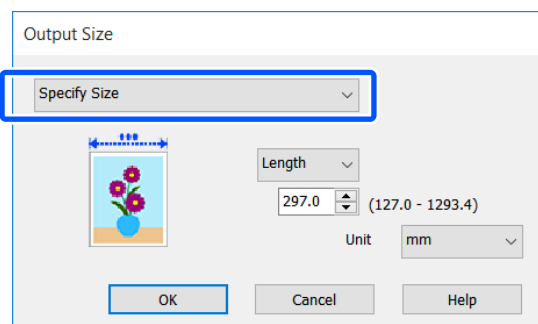 Output Size
Specify Size
Length
297.0 (127.0 - 1293.4)
Unit mm
OK Cancel Help